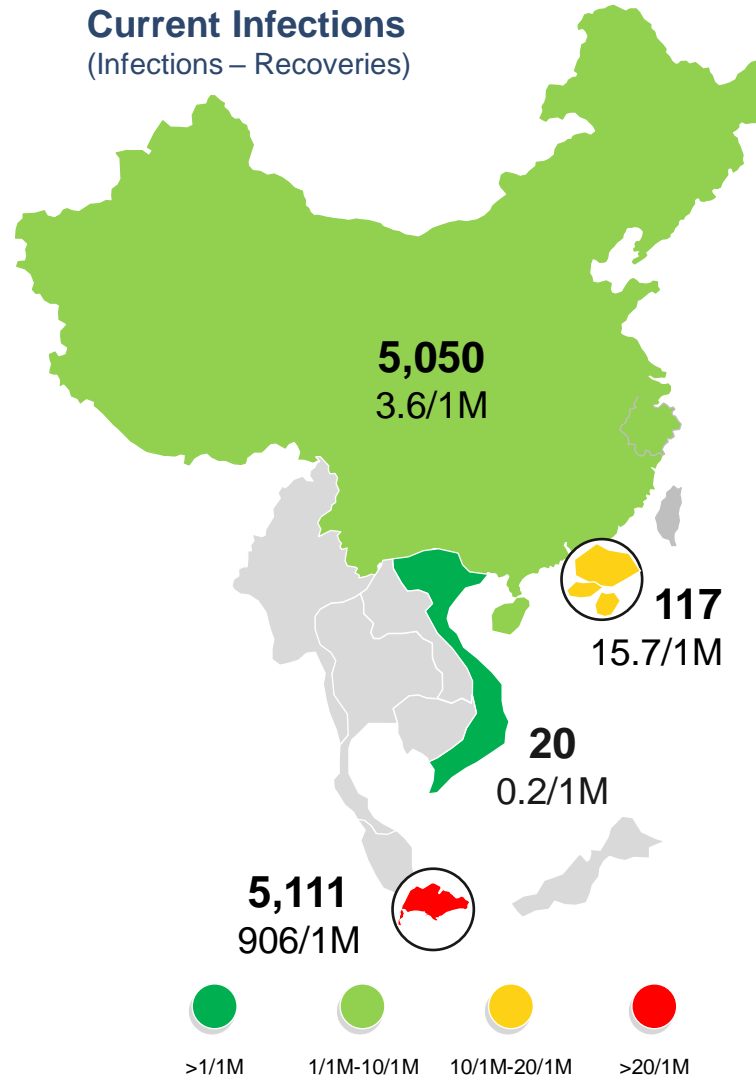 Current Infections
(Infections – Recoveries)
5,050
3.6/1M
117
15.7/1M
20
0.2/1M
5,111
906/1M
>1/1M
1/1M-10/1M
10/1M-20/1M
>20/1M